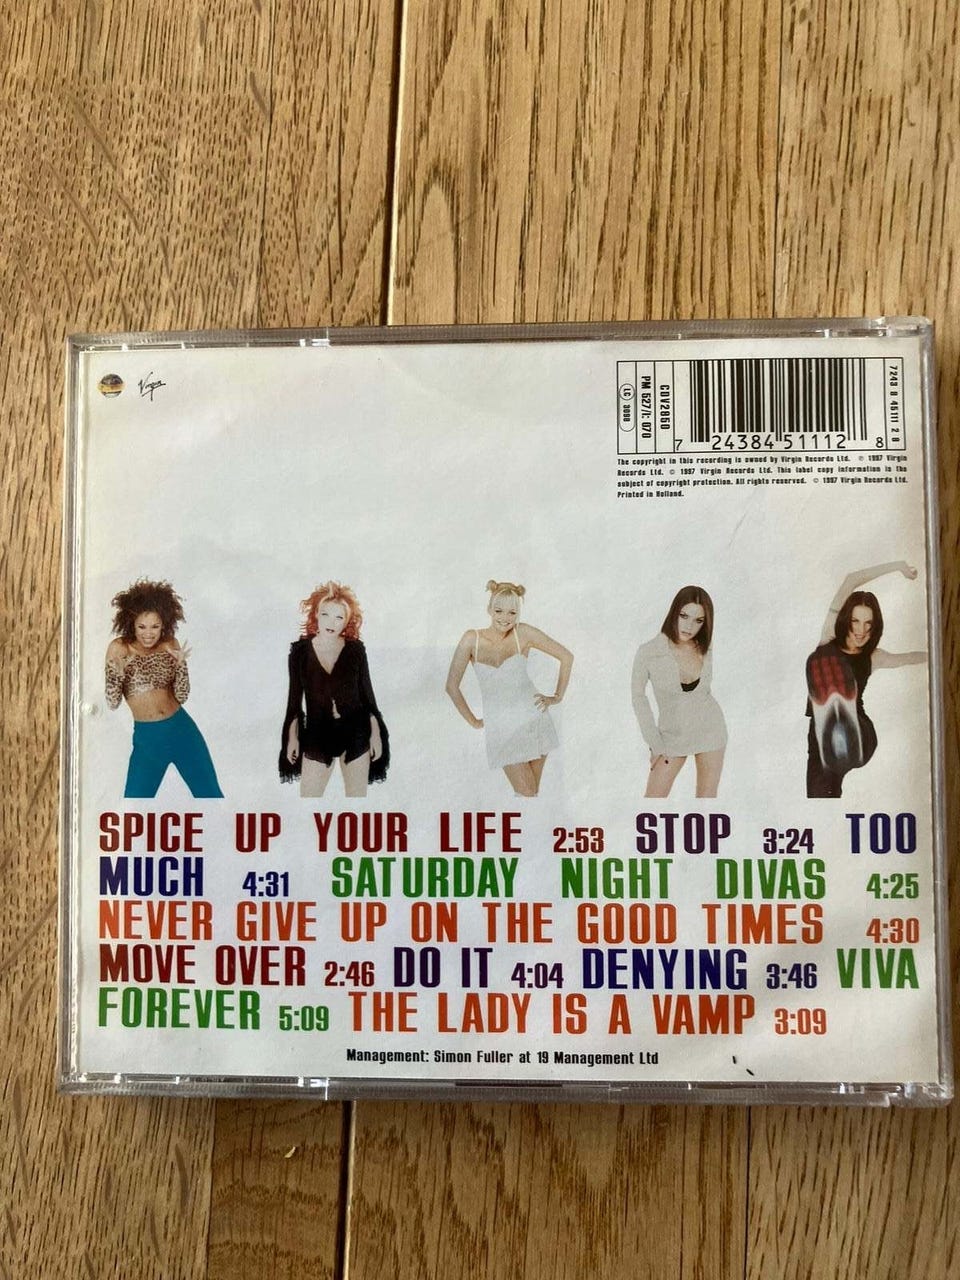 Virgin
CDV2850
PM 527/1: 070
LC 3098
7243 8 45111 2 8
7 24384 51112 8
The copyright in this recording is owned by Virgin Records Ltd. ℗ 1997 Virgin
Records Ltd. © 1997 Virgin Records Ltd. This label copy information is the
subject of copyright protection. All rights reserved. © 1997 Virgin Records Ltd.
Printed in Holland.
SPICE UP YOUR LIFE 2:53 STOP 3:24 TOO
MUCH 4:31 SATURDAY NIGHT DIVAS 4:25
NEVER GIVE UP ON THE GOOD TIMES 4:30
MOVE OVER 2:46 DO IT 4:04 DENYING 3:46 VIVA
FOREVER 5:09 THE LADY IS A VAMP 3:09
Management: Simon Fuller at 19 Management Ltd